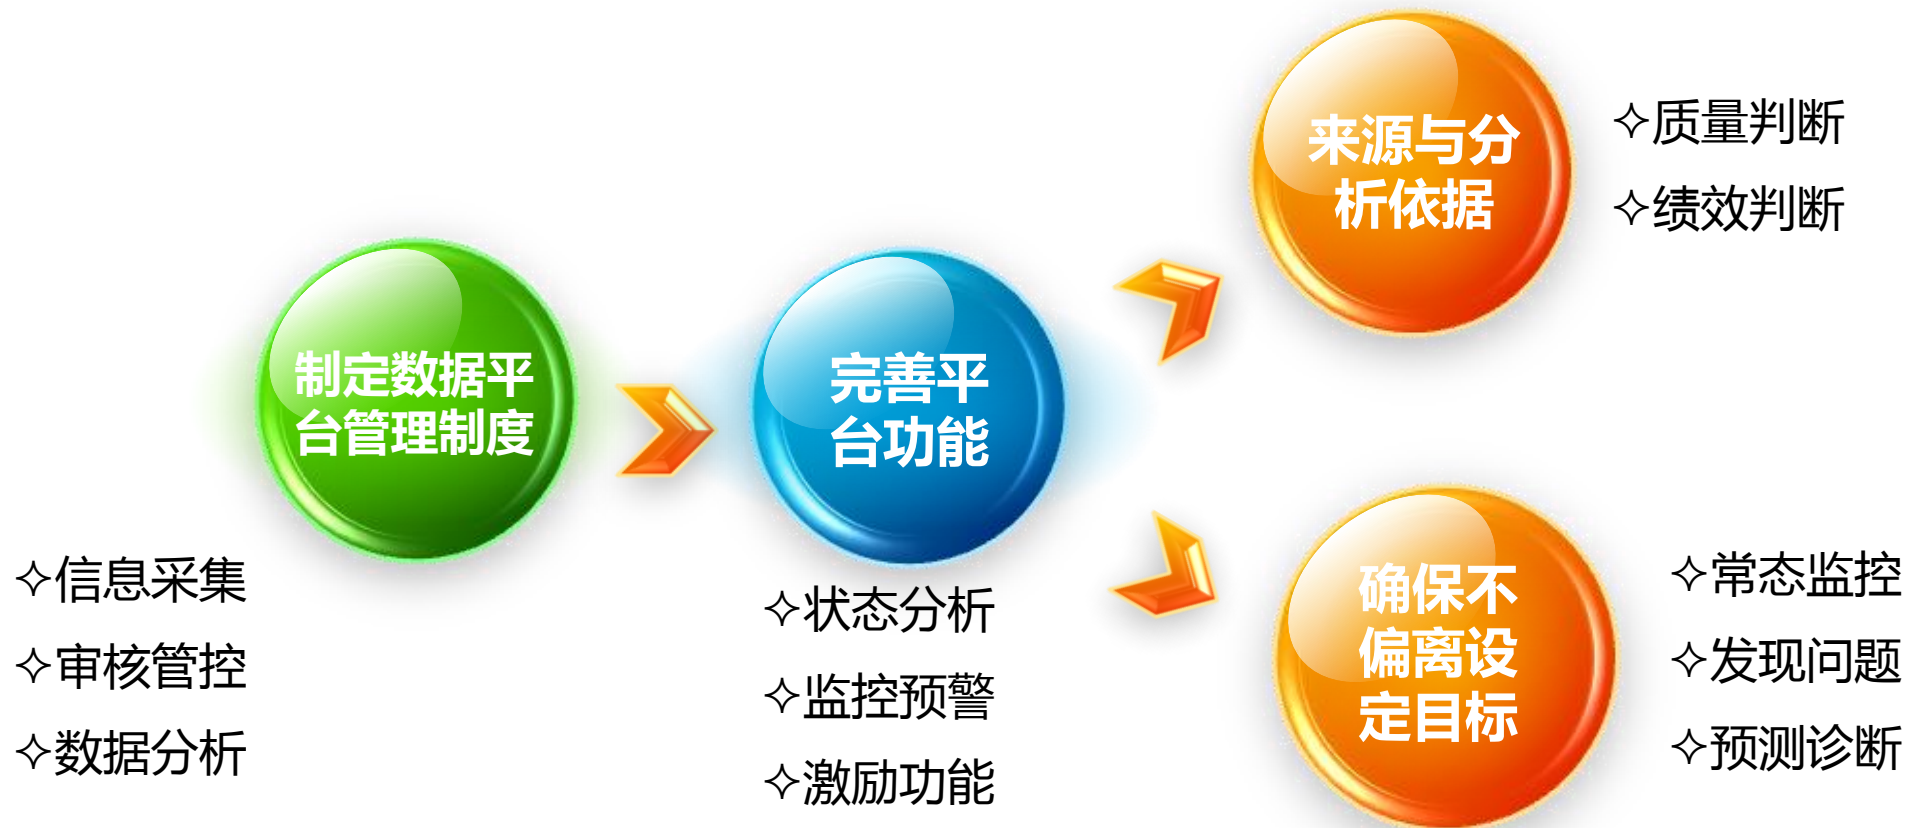 制定数据平
台管理制度
✧信息采集
✧审核管控
✧数据分析
完善平
台功能
✧状态分析
✧监控预警
✧激励功能
来源与分
析依据
✧质量判断
✧绩效判断
确保不
偏离设
定目标
✧常态监控
✧发现问题
✧预测诊断